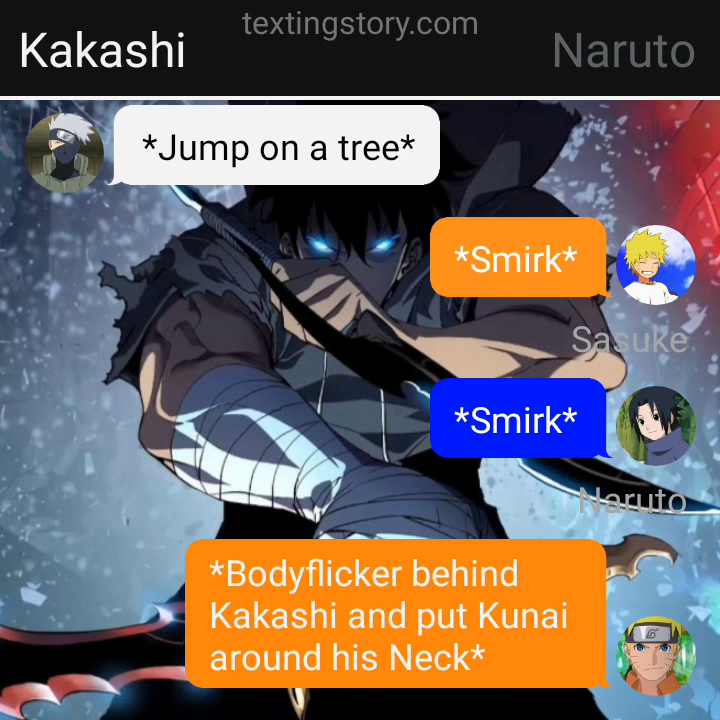 textingstory.com
Kakashi
Naruto
*Jump on a tree*
*Smirk*
Sasuke
*Smirk*
Naruto
*Bodyflicker behind
Kakashi and put Kunai
around his Neck*